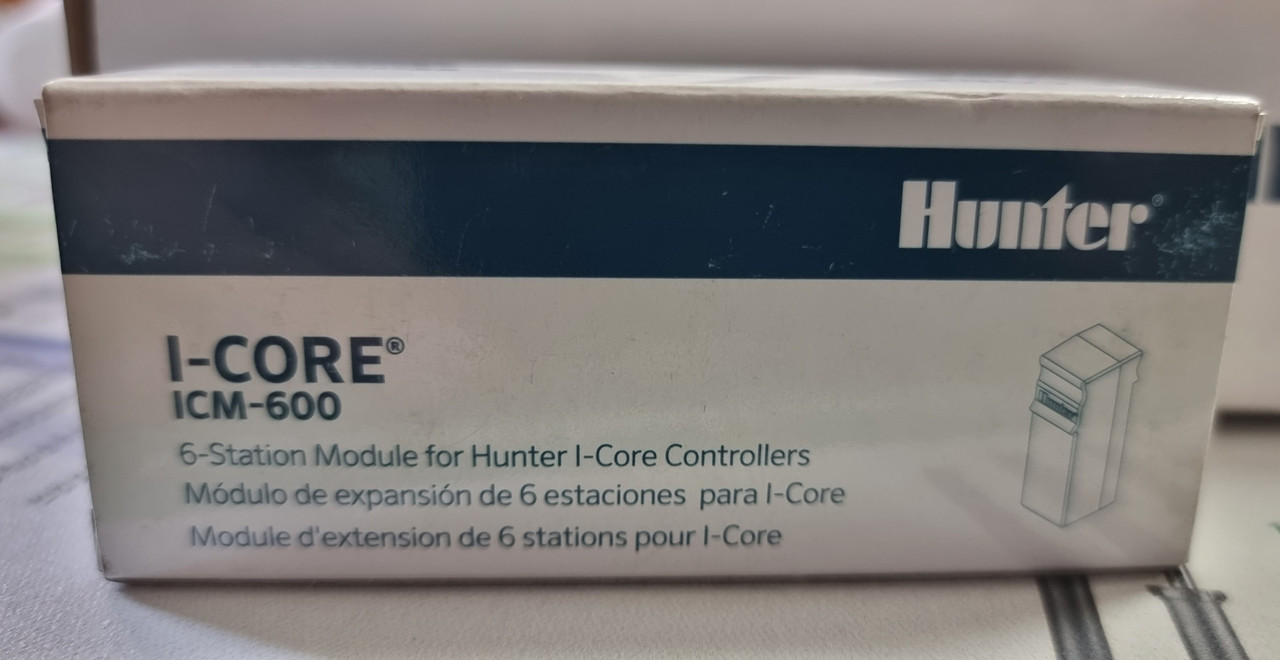 Hunter®
I-CORE®
ICM-600
6-Station Module for Hunter I-Core Controllers
Módulo de expansión de 6 estaciones para I-Core
Module d'extension de 6 stations pour I-Core
Hunter